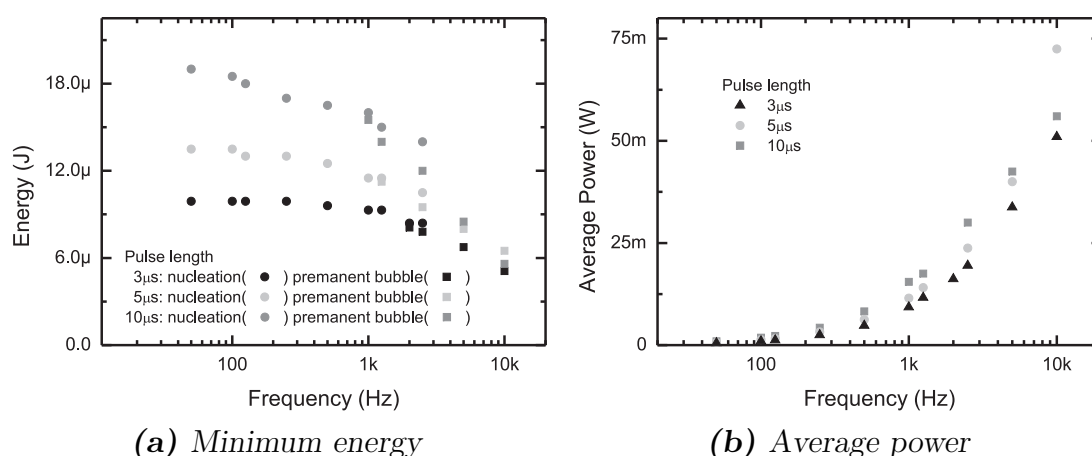 Energy (J)
18.0µ
12.0µ
6.0µ
0.0
Pulse length
3µs: nucleation( ) premanent bubble( )
5µs: nucleation( ) premanent bubble( )
10µs: nucleation( ) premanent bubble( )
100
1k
10k
Frequency (Hz)
(a) Minimum energy
Average Power (W)
75m
50m
25m
0
Pulse length
3µs
5µs
10µs
100
1k
10k
Frequency (Hz)
(b) Average power